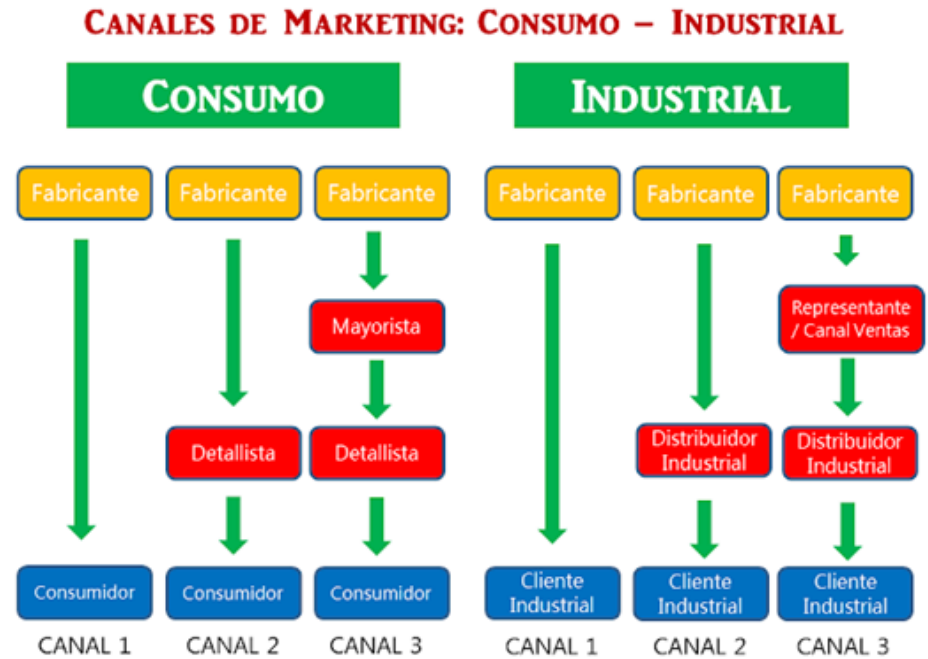 CANALES DE MARKETING: CONSUMO – INDUSTRIAL
CONSUMO
INDUSTRIAL
Fabricante
Fabricante
Fabricante
Fabricante
Fabricante
Fabricante
Mayorista
Representante
/ Canal Ventas
Detallista
Detallista
Distribuidor
Industrial
Distribuidor
Industrial
Consumidor
Consumidor
Consumidor
Cliente
Industrial
Cliente
Industrial
Cliente
Industrial
CANAL 1
CANAL 2
CANAL 3
CANAL 1
CANAL 2
CANAL 3